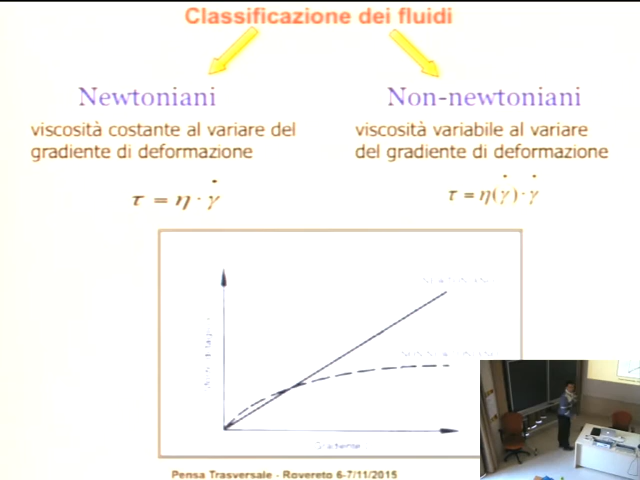 Classificazione dei fluidi
Newtoniani
Non-newtoniani
viscosità costante al variare del
gradiente di deformazione
viscosità variabile al variare
del gradiente di deformazione
τ = η · γ̇
τ = η(γ̇) · γ̇
Gradiente
Pensa Trasversale - Rovereto 6-7/11/2015